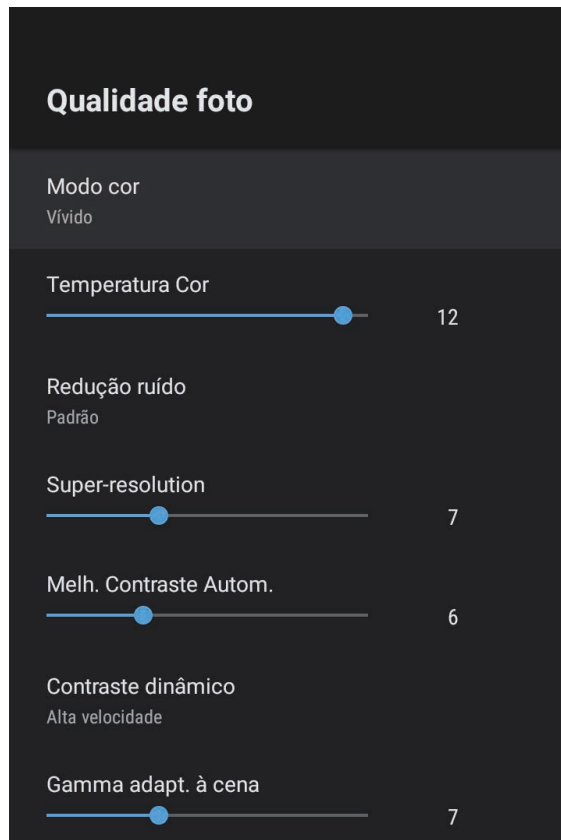 Qualidade foto
Modo cor
Vívido
Temperatura Cor
12
Redução ruído
Padrão
Super-resolution
7
Melh. Contraste Autom.
6
Contraste dinâmico
Alta velocidade
Gamma adapt. à cena
7